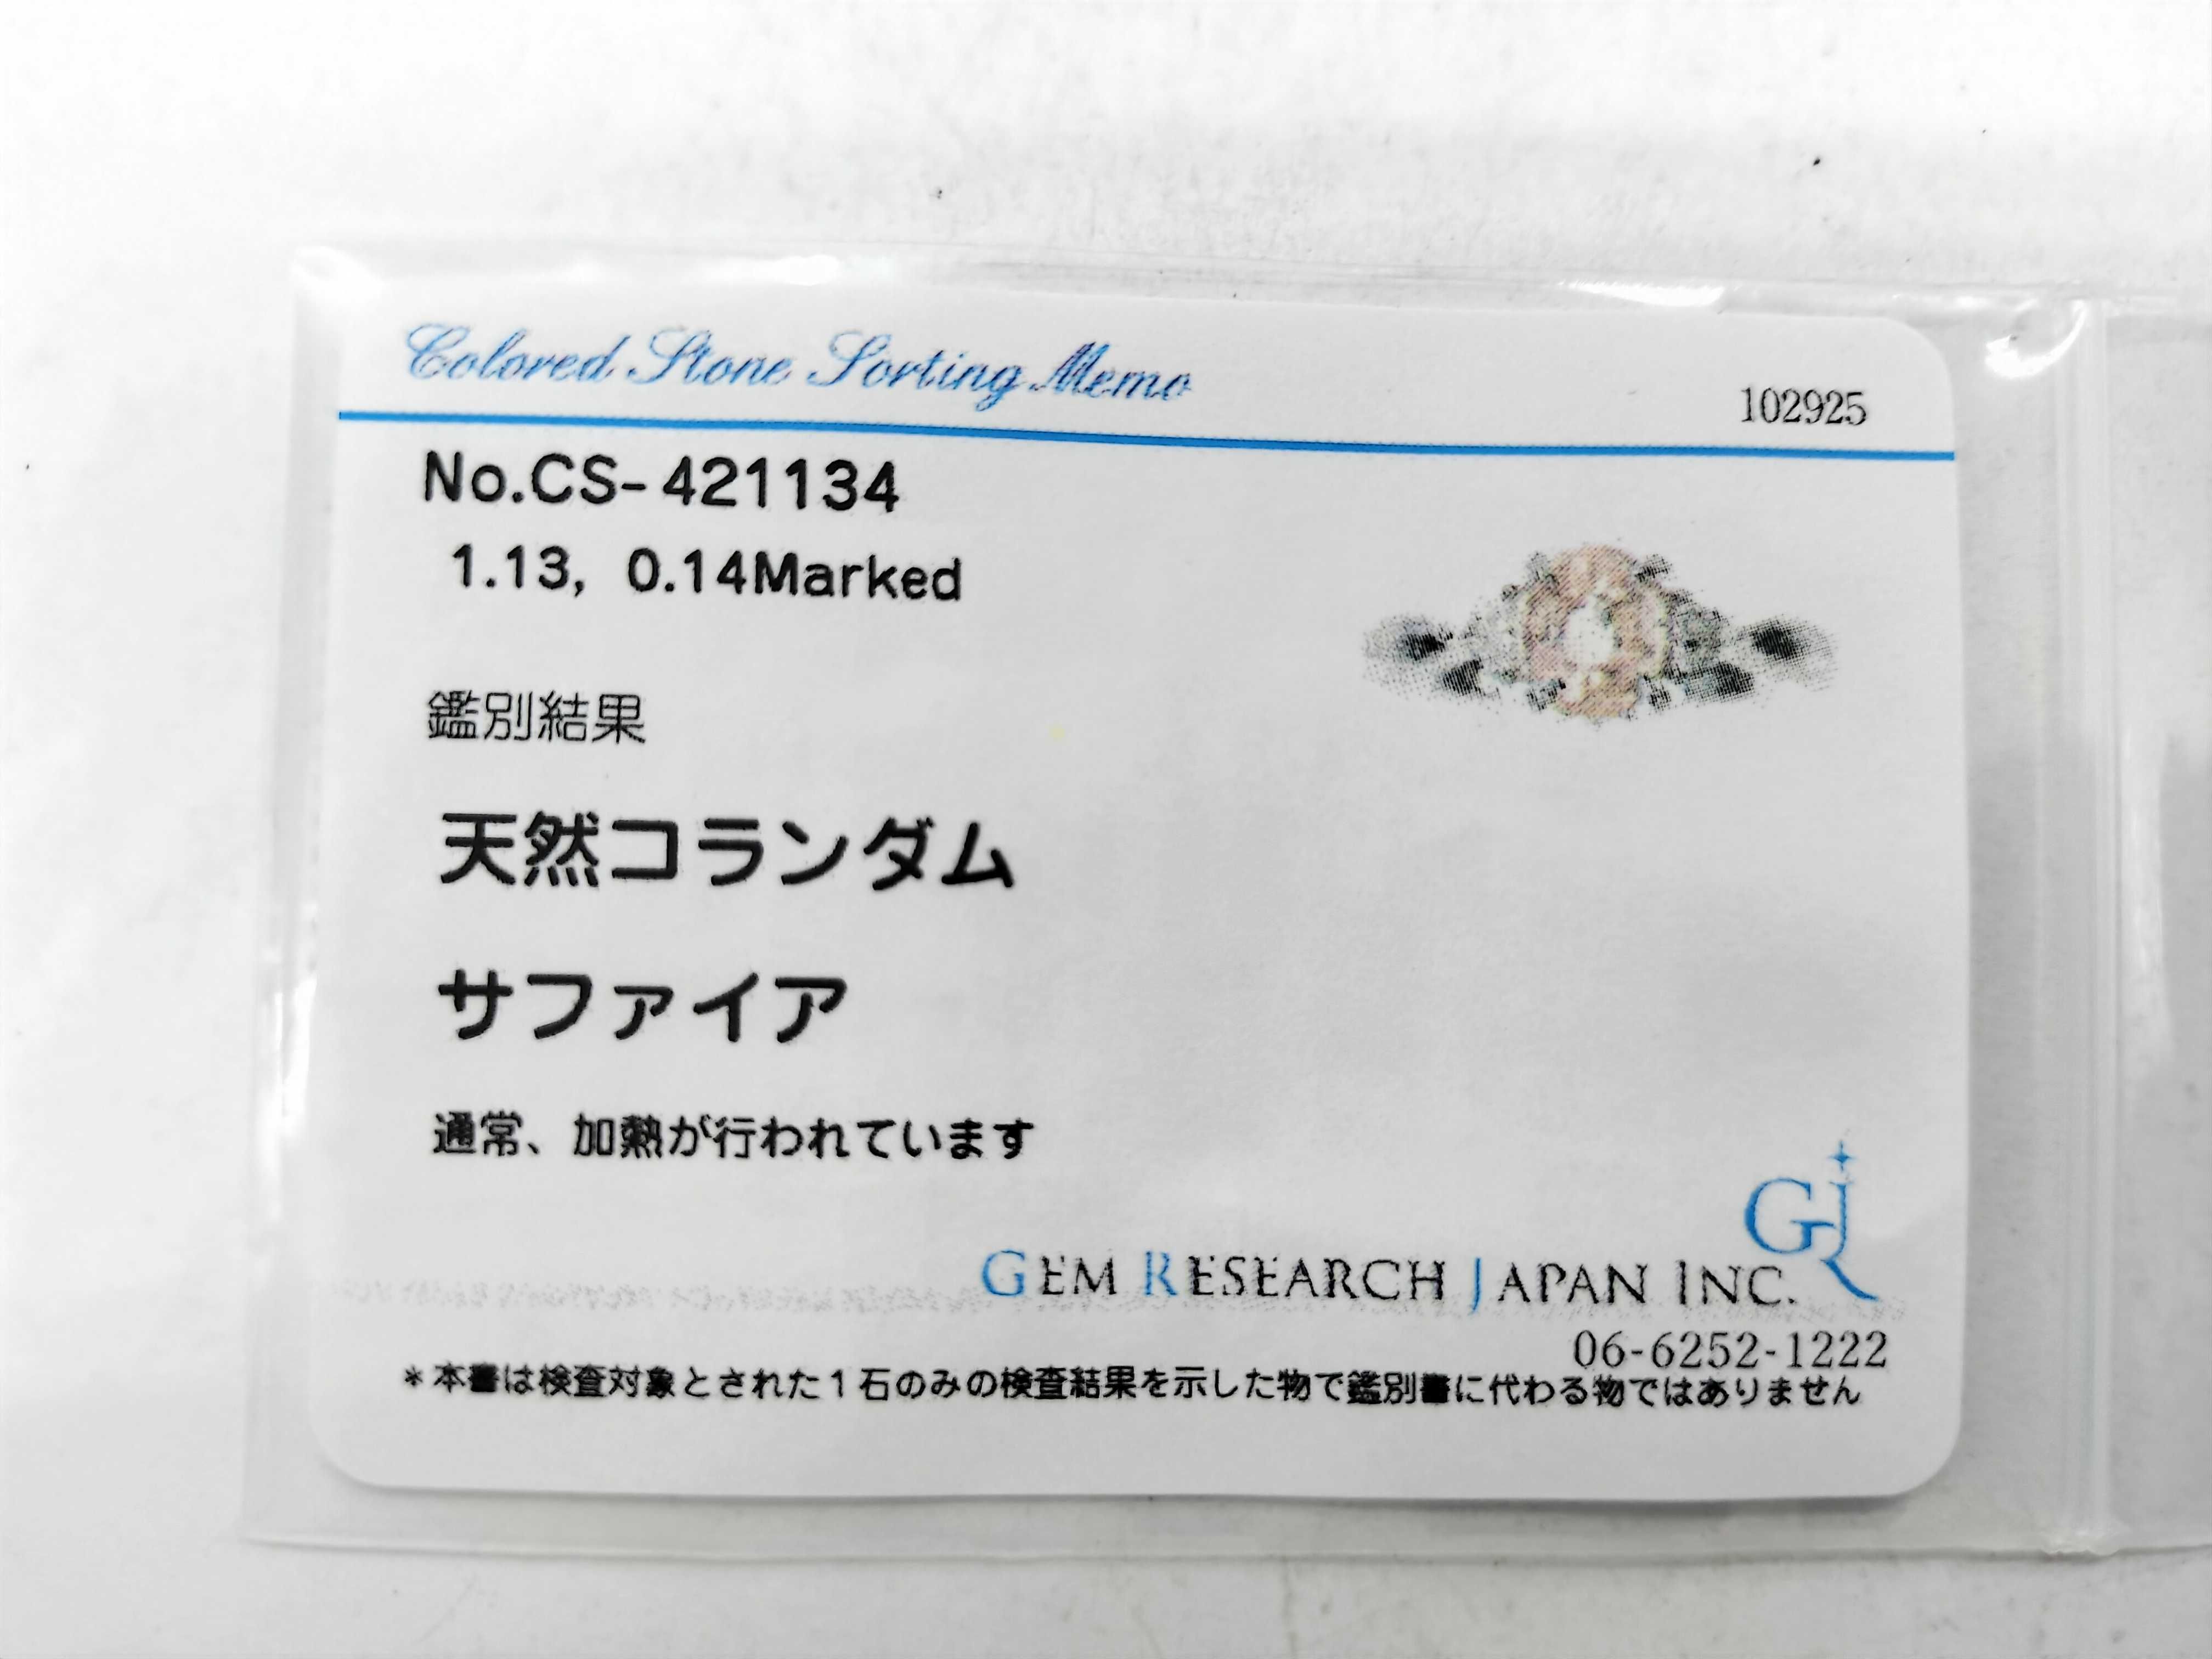 Colored Stone Sorting Memo
102925
No.CS-421134
1.13, 0.14Marked
鑑別結果
天然コランダム
サファイア
通常、加熱が行われています
GRJ
GEM RESEARCH JAPAN INC.
06-6252-1222
*本書は検査対象とされた1石のみの検査結果を示した物で鑑別書に代わる物ではありません